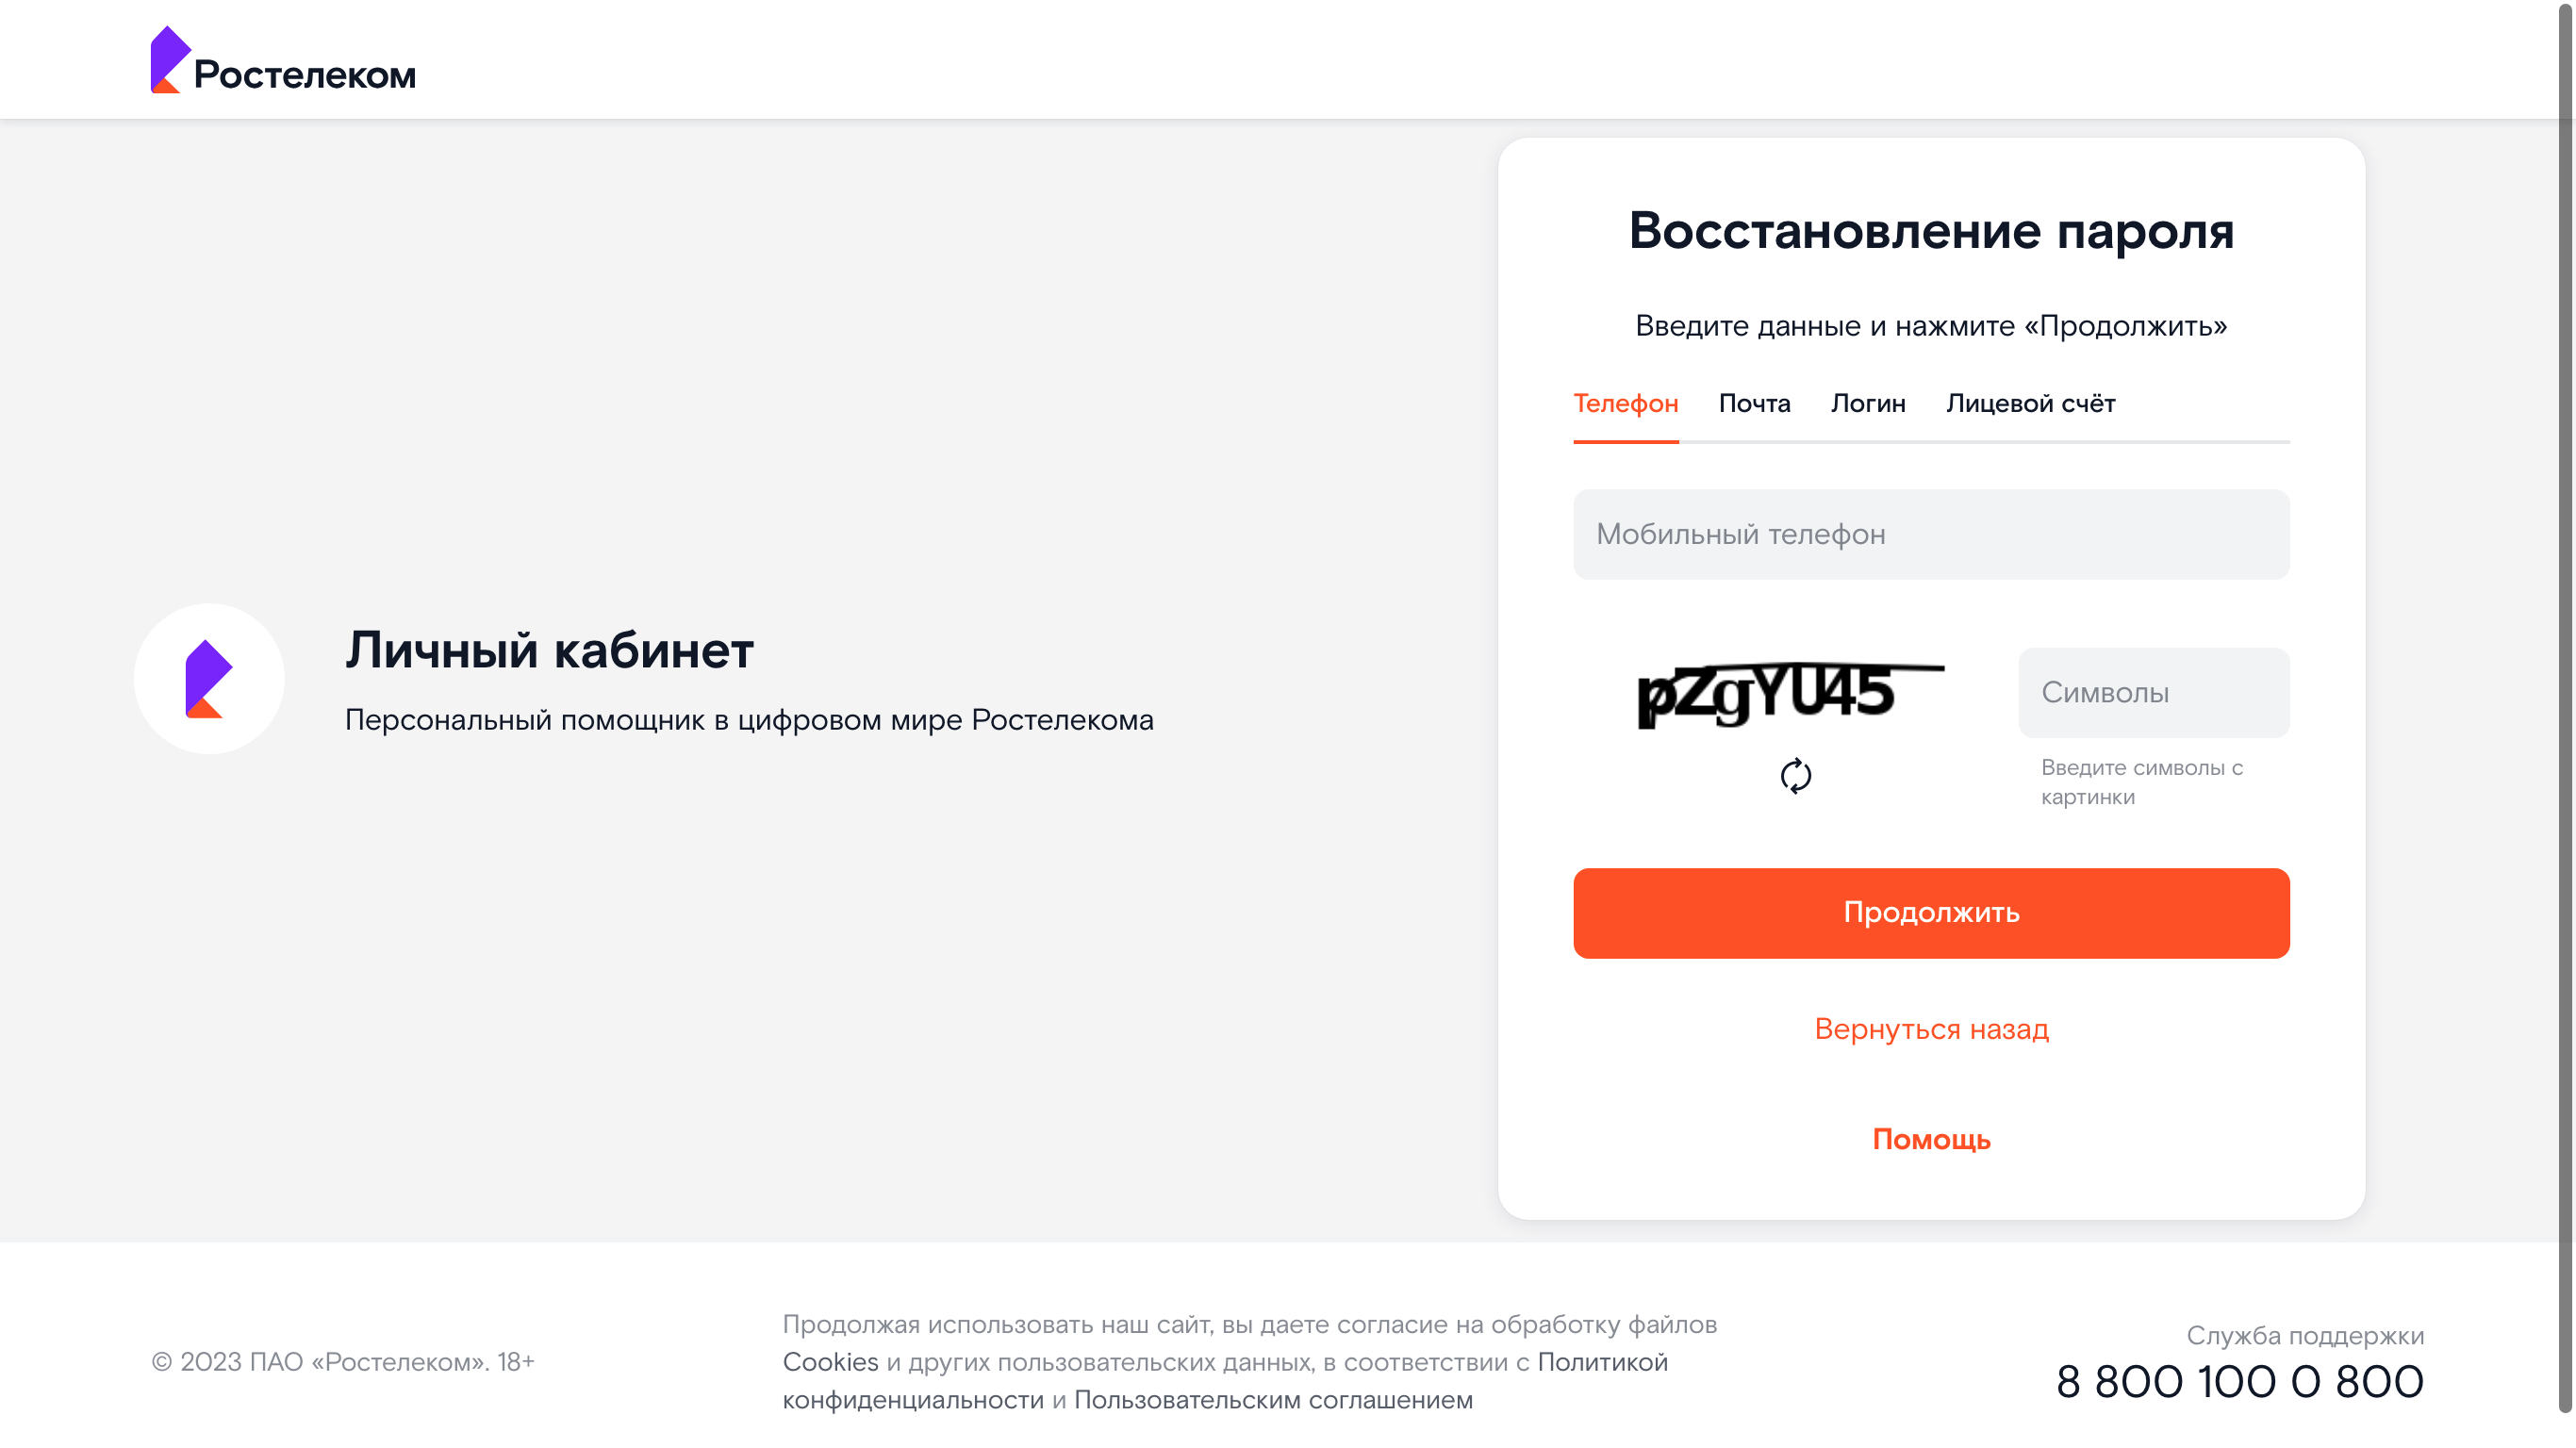 Ростелеком
Восстановление пароля
Введите данные и нажмите «Продолжить»
Телефон Почта Логин Лицевой счёт
Мобильный телефон
pZgYU45
Символы
Введите символы с
картинки
Продолжить
Вернуться назад
Помощь
Личный кабинет
Персональный помощник в цифровом мире Ростелекома
© 2023 ПАО «Ростелеком». 18+
Продолжая использовать наш сайт, вы даете согласие на обработку файлов
Cookies и других пользовательских данных, в соответствии с Политикой
конфиденциальности и Пользовательским соглашением
Служба поддержки
8 800 100 0 800